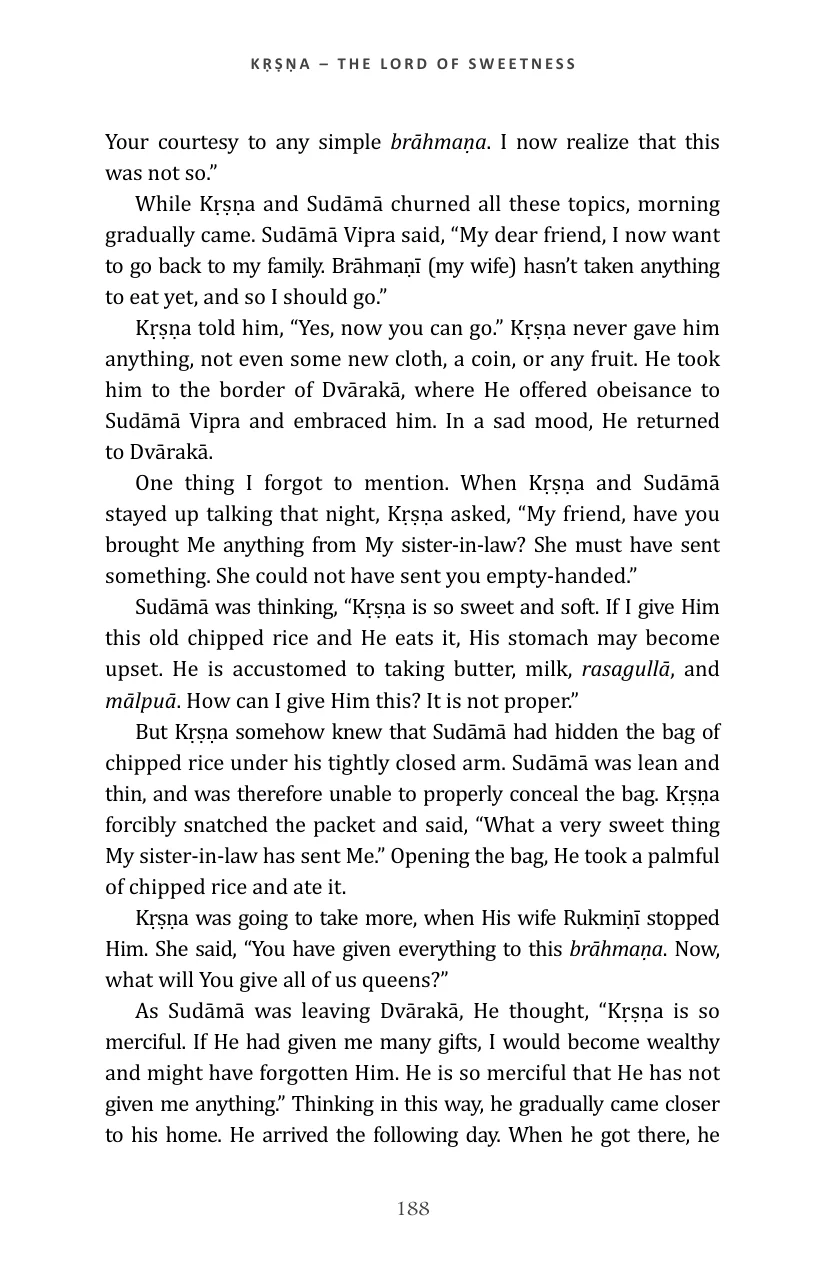 KṚṢṆA – THE LORD OF SWEETNESS
Your courtesy to any simple brāhmaṇa. I now realize that this
was not so.”
While Kṛṣṇa and Sudāmā churned all these topics, morning
gradually came. Sudāmā Vipra said, “My dear friend, I now want
to go back to my family. Brāhmaṇī (my wife) hasn’t taken anything
to eat yet, and so I should go.”
Kṛṣṇa told him, “Yes, now you can go.” Kṛṣṇa never gave him
anything, not even some new cloth, a coin, or any fruit. He took
him to the border of Dvārakā, where He offered obeisance to
Sudāmā Vipra and embraced him. In a sad mood, He returned
to Dvārakā.
One thing I forgot to mention. When Kṛṣṇa and Sudāmā
stayed up talking that night, Kṛṣṇa asked, “My friend, have you
brought Me anything from My sister-in-law? She must have sent
something. She could not have sent you empty-handed.”
Sudāmā was thinking, “Kṛṣṇa is so sweet and soft. If I give Him
this old chipped rice and He eats it, His stomach may become
upset. He is accustomed to taking butter, milk, rasagullā, and
mālpuā. How can I give Him this? It is not proper.”
But Kṛṣṇa somehow knew that Sudāmā had hidden the bag of
chipped rice under his tightly closed arm. Sudāmā was lean and
thin, and was therefore unable to properly conceal the bag. Kṛṣṇa
forcibly snatched the packet and said, “What a very sweet thing
My sister-in-law has sent Me.” Opening the bag, He took a palmful
of chipped rice and ate it.
Kṛṣṇa was going to take more, when His wife Rukmiṇī stopped
Him. She said, “You have given everything to this brāhmaṇa. Now,
what will You give all of us queens?”
As Sudāmā was leaving Dvārakā, He thought, “Kṛṣṇa is so
merciful. If He had given me many gifts, I would become wealthy
and might have forgotten Him. He is so merciful that He has not
given me anything.” Thinking in this way, he gradually came closer
to his home. He arrived the following day. When he got there, he
188